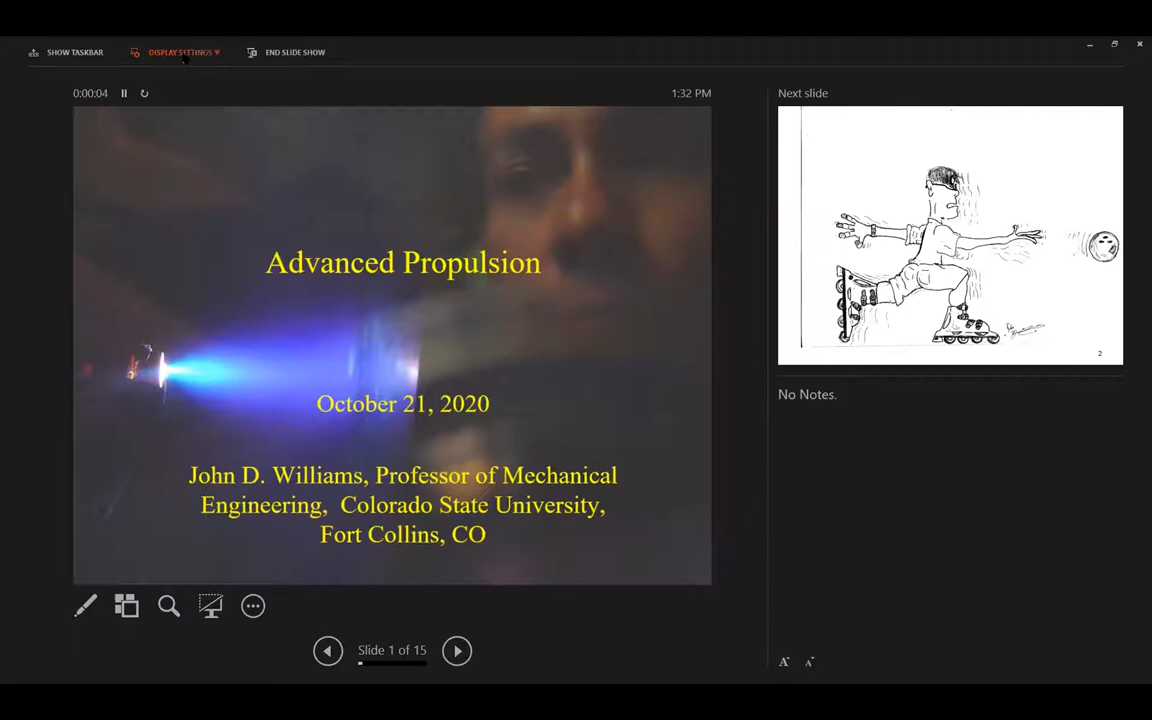 SHOW TASKBAR
DISPLAY SETTINGS ▼
END SLIDE SHOW
0:00:04
1:32 PM
Next slide
Advanced Propulsion
October 21, 2020
John D. Williams, Professor of Mechanical
Engineering, Colorado State University,
Fort Collins, CO
2
No Notes.
Slide 1 of 15
A A